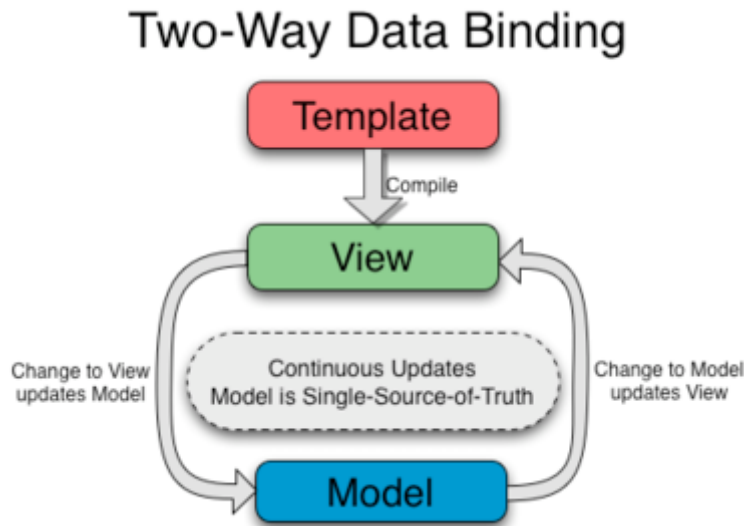 Two-Way Data Binding
Template
Compile
View
Change to View
updates Model
Continuous Updates
Model is Single-Source-of-Truth
Change to Model
updates View
Model